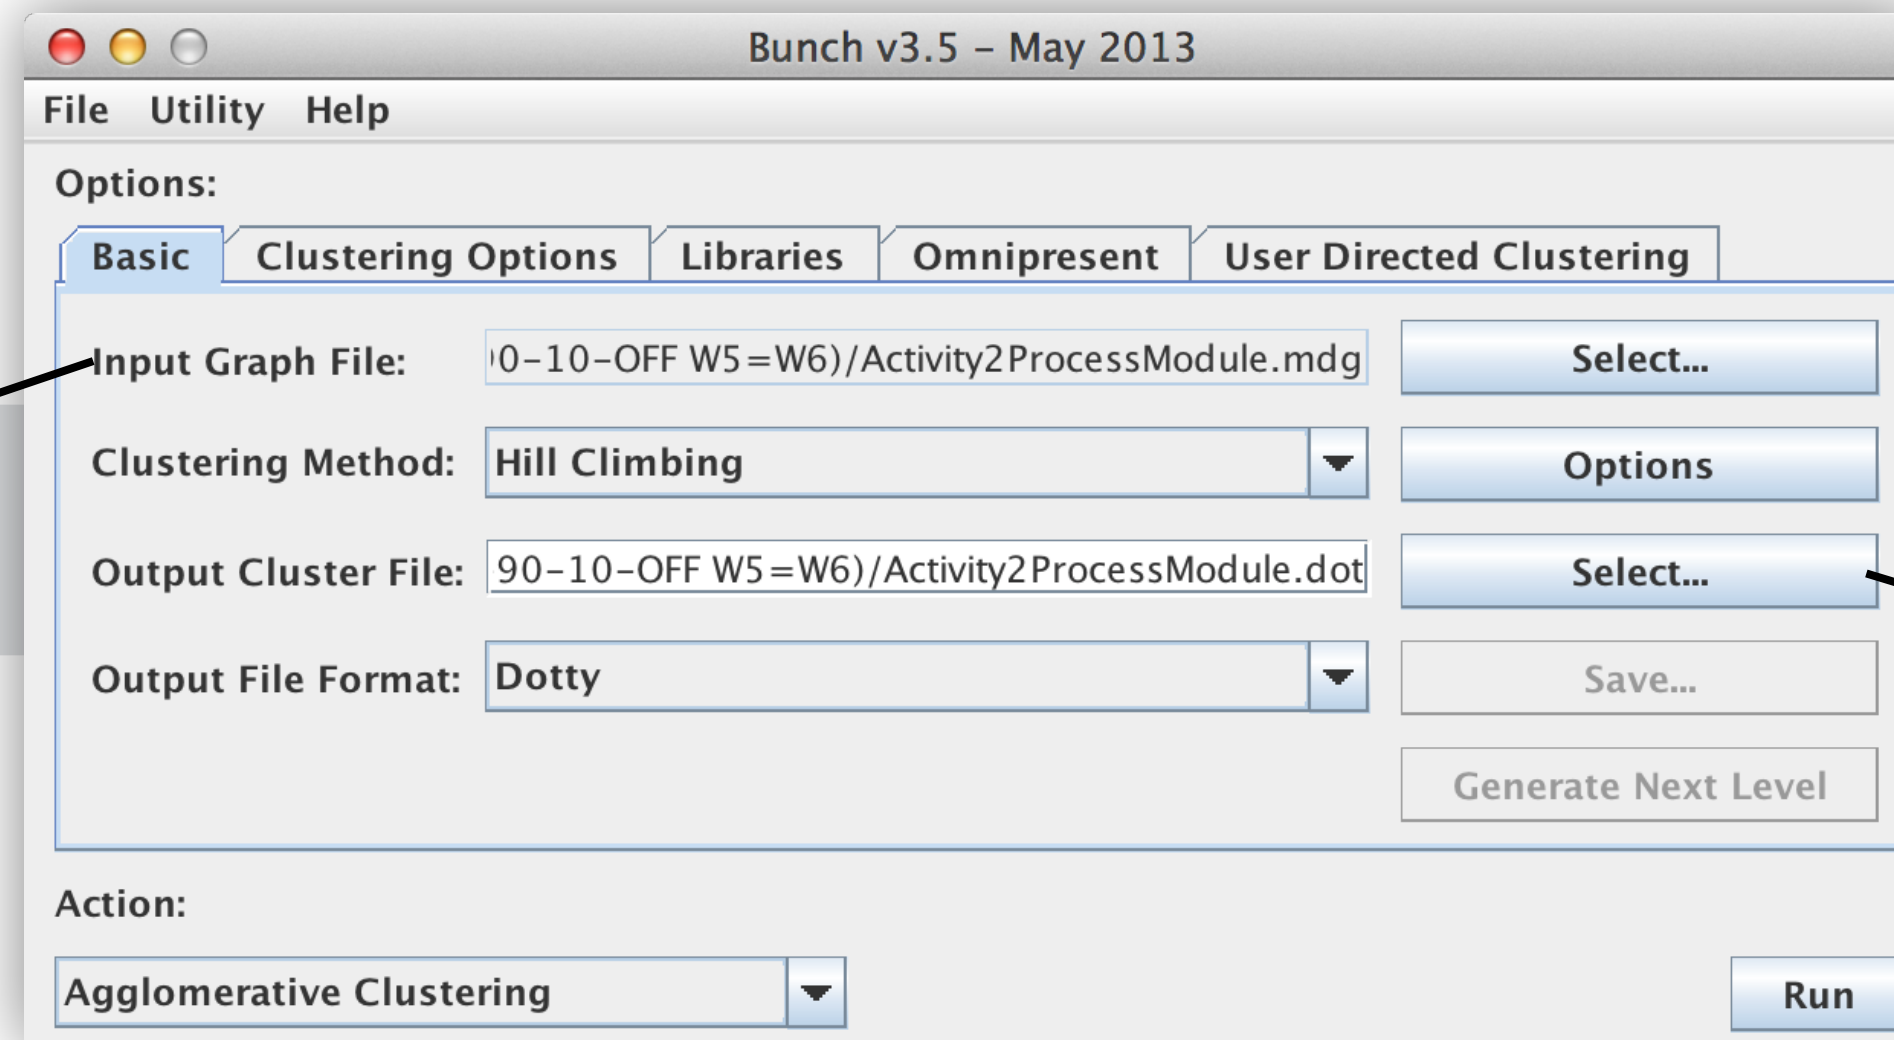 Bunch v3.5 – May 2013
File Utility Help
Options:
Basic Clustering Options Libraries Omnipresent User Directed Clustering
Input Graph File: 0-10-OFF W5=W6)/Activity2ProcessModule.mdg Select...
Clustering Method: Hill Climbing Options
Output Cluster File: 90-10-OFF W5=W6)/Activity2ProcessModule.dot Select...
Output File Format: Dotty Save...
Generate Next Level
Action:
Agglomerative Clustering Run